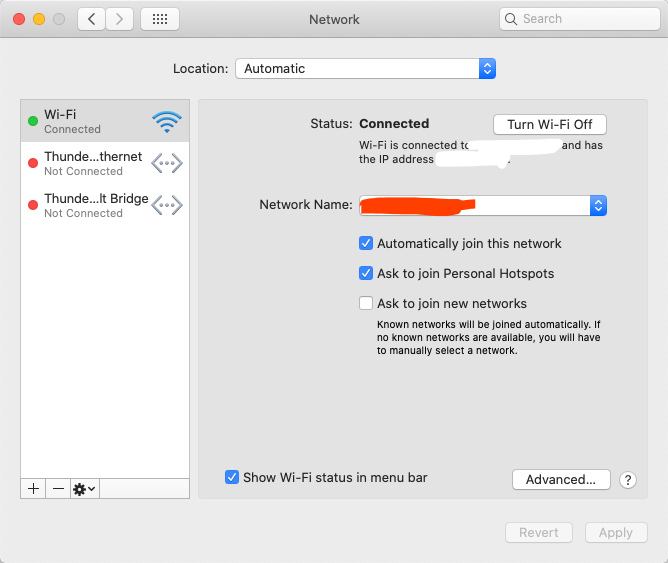 Network
Search
Location: Automatic
Wi-Fi
Connected
Thunde...thernet
Not Connected
Thunde...lt Bridge
Not Connected
Status: Connected
Turn Wi-Fi Off
Wi-Fi is connected to and has
the IP address .
Network Name:
Automatically join this network
Ask to join Personal Hotspots
Ask to join new networks
Known networks will be joined automatically. If
no known networks are available, you will have
to manually select a network.
Show Wi-Fi status in menu bar
Advanced...
?
Revert
Apply